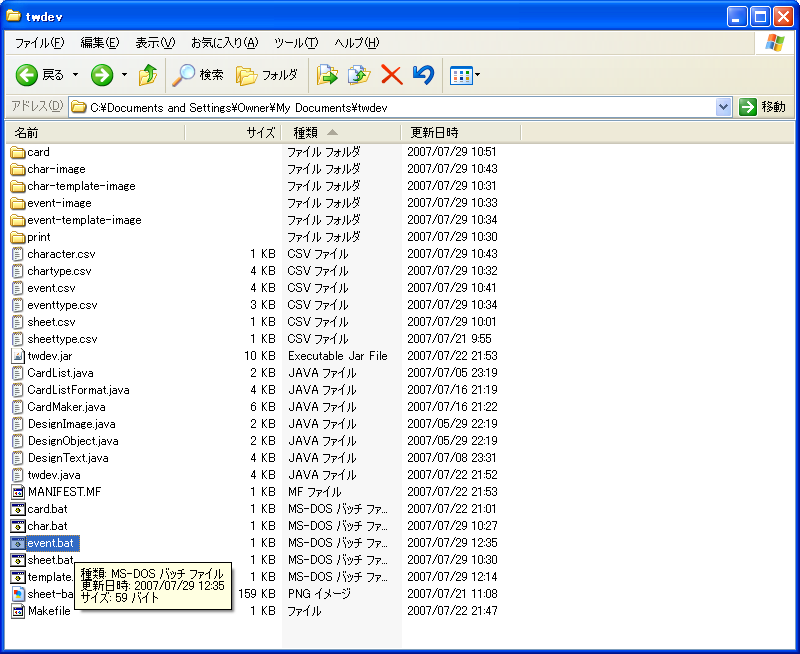 twdev
ファイル(F) 編集(E) 表示(V) お気に入り(A) ツール(T) ヘルプ(H)
戻る 検索 フォルダ
アドレス(D) C:¥Documents and Settings¥Owner¥My Documents¥twdev 移動
名前 サイズ 種類 更新日時
card ファイル フォルダ 2007/07/29 10:51
char-image ファイル フォルダ 2007/07/29 10:43
char-template-image ファイル フォルダ 2007/07/29 10:31
event-image ファイル フォルダ 2007/07/29 10:33
event-template-image ファイル フォルダ 2007/07/29 10:34
print ファイル フォルダ 2007/07/29 10:30
character.csv 1 KB CSV ファイル 2007/07/29 10:43
chartype.csv 4 KB CSV ファイル 2007/07/29 10:32
event.csv 4 KB CSV ファイル 2007/07/29 10:41
eventtype.csv 3 KB CSV ファイル 2007/07/29 10:34
sheet.csv 1 KB CSV ファイル 2007/07/29 10:01
sheettype.csv 1 KB CSV ファイル 2007/07/21 9:55
twdev.jar 10 KB Executable Jar File 2007/07/22 21:53
CardList.java 2 KB JAVA ファイル 2007/07/05 23:19
CardListFormat.java 4 KB JAVA ファイル 2007/07/16 21:19
CardMaker.java 6 KB JAVA ファイル 2007/07/16 21:22
DesignImage.java 2 KB JAVA ファイル 2007/05/29 22:19
DesignObject.java 2 KB JAVA ファイル 2007/05/29 22:19
DesignText.java 4 KB JAVA ファイル 2007/07/08 23:31
twdev.java 4 KB JAVA ファイル 2007/07/22 21:52
MANIFEST.MF 1 KB MF ファイル 2007/07/22 21:53
card.bat 1 KB MS-DOS バッチ ファ... 2007/07/22 21:01
char.bat 1 KB MS-DOS バッチ ファ... 2007/07/29 10:27
event.bat 1 KB MS-DOS バッチ ファ... 2007/07/29 12:35
sheet.bat 1 KB MS-DOS バッチ ファ... 2007/07/29 10:30
template. 1 KB MS-DOS バッチ ファ... 2007/07/29 12:14
sheet-ba 159 KB PNG イメージ 2007/07/21 11:08
Makefile 1 KB ファイル 2007/07/22 21:47
種類: MS-DOS バッチ ファイル
更新日時: 2007/07/29 12:35
サイズ: 59 バイト